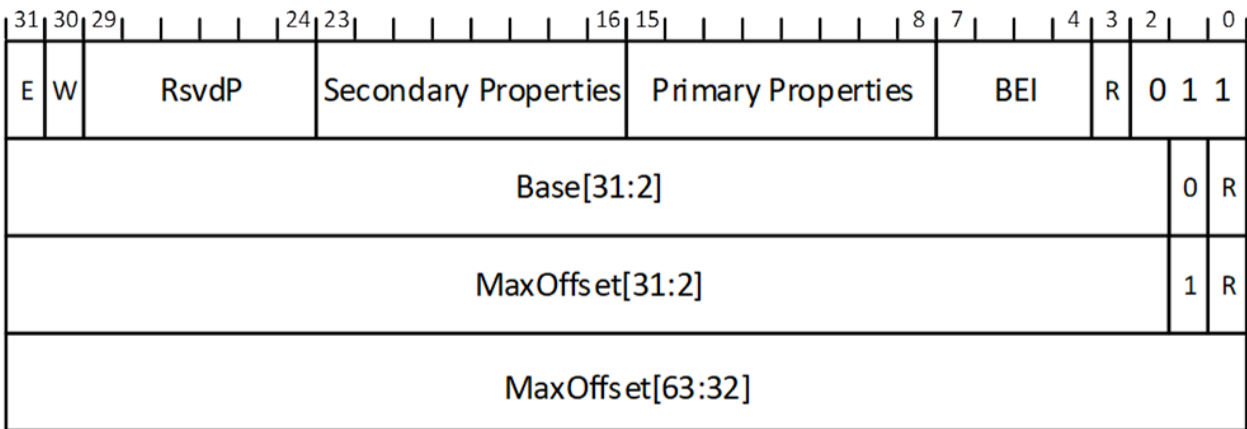 31 30 29 24 23 16 15 8 7 4 3 2 0
E W RsvdP Secondary Properties Primary Properties BEI R 0 1 1
Base[31:2] 0 R
MaxOffset[31:2] 1 R
MaxOffset[63:32]